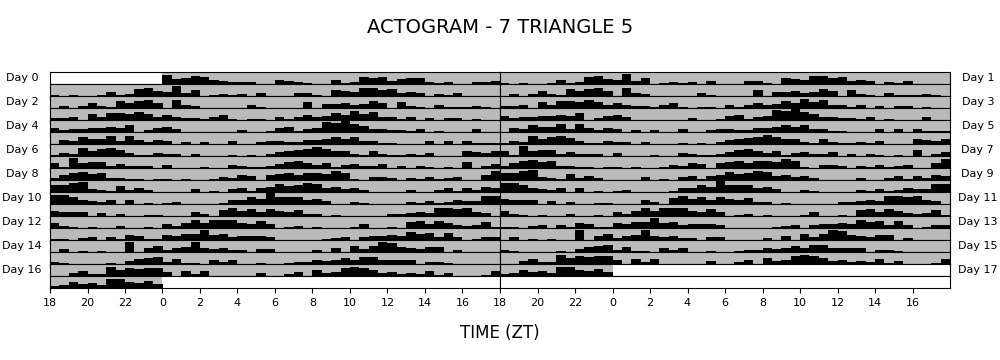 ACTOGRAM - 7 TRIANGLE 5
Day 0 Day 1
Day 2 Day 3
Day 4 Day 5
Day 6 Day 7
Day 8 Day 9
Day 10 Day 11
Day 12 Day 13
Day 14 Day 15
Day 16 Day 17
18 20 22 0 2 4 6 8 10 12 14 16 18 20 22 0 2 4 6 8 10 12 14 16
TIME (ZT)